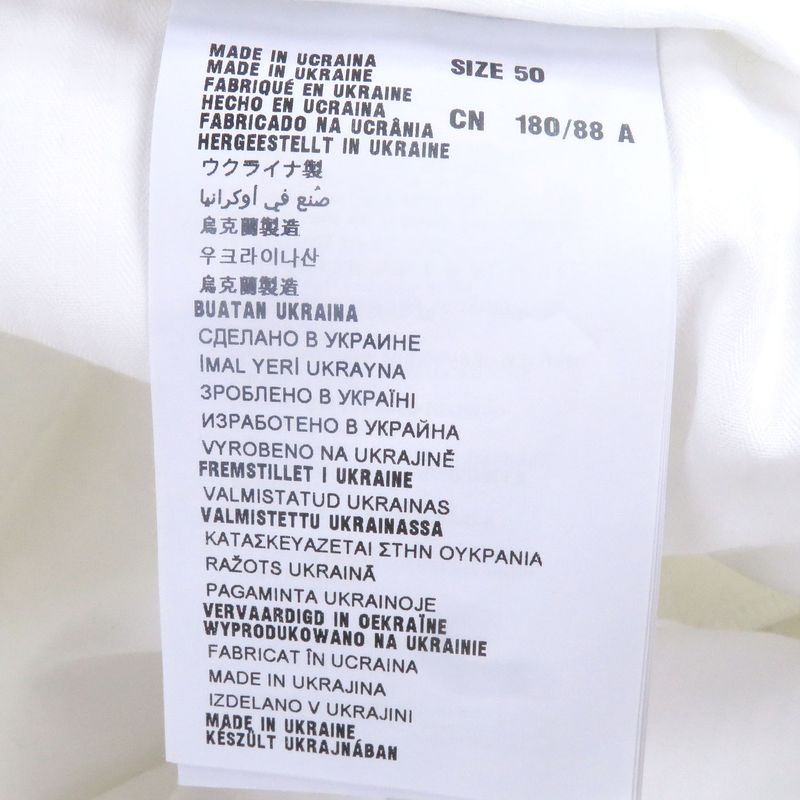 MADE IN UCRAINA
MADE IN UKRAINE
FABRIQUÉ EN UKRAINE
HECHO EN UCRAINA
FABRICADO NA UCRÂNIA
HERGEESTELLT IN UKRAINE
ウクライナ製
صُنع في أوكرانيا
烏克蘭製造
우크라이나산
烏克蘭製造
BUATAN UKRAINA
СДЕЛАНО В УКРАИНЕ
İMAL YERİ UKRAYNA
ЗРОБЛЕНО В УКРАЇНІ
ИЗРАБОТЕНО В УКРАЙНА
VYROBENO NA UKRAJINĚ
FREMSTILLET I UKRAINE
VALMISTATUD UKRAINAS
VALMISTETTU UKRAINASSA
ΚΑΤΑΣΚΕΥΑΖΕΤΑΙ ΣΤΗΝ ΟΥΚΡΑΝΙΑ
RAŽOTS UKRAINĀ
PAGAMINTA UKRAINOJE
VERVAARDIGD IN OEKRAÏNE
WYPRODUKOWANO NA UKRAINIE
FABRICAT ÎN UCRAINA
MADE IN UKRAJINA
IZDELANO V UKRAJINI
MADE IN UKRAINE
KÉSZÜLT UKRAJNÁBAN
SIZE 50
CN 180/88 A